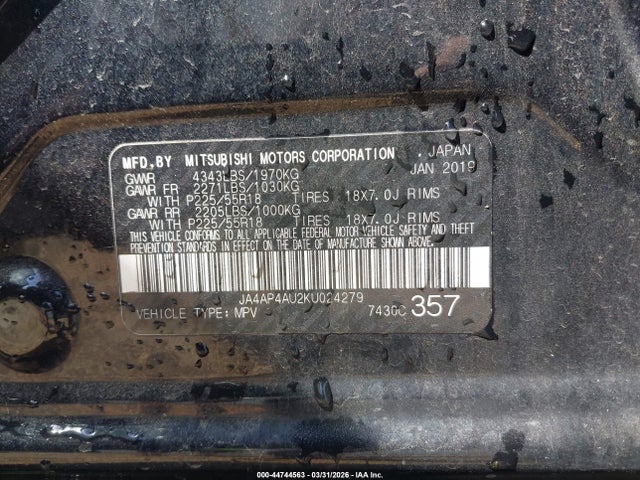 MFD,BY MITSUBISHI MOTORS CORPORATION . JAPAN
GVWR 4343LBS/1970KG JAN 2019
GAWR FR 2271LBS/1030KG
WITH P225/55R18 TIRES 18X7.0J RIMS
GAWR RR 2205LBS/1000KG
WITH P225/55R18 TIRES 18X7.0J RIMS
THIS VEHICLE CONFORMS TO ALL APPLICABLE FEDERAL MOTOR VEHICLE SAFETY AND THEFT
PREVENTION STANDARDS IN EFFECT ON THE DATE OF MANUFACTURE SHOWN ABOVE.
JA4AP4AU2KU024279
VEHICLE TYPE: MPV 7430C 357
000-44744563 — 03/31/2026 — IAA Inc.